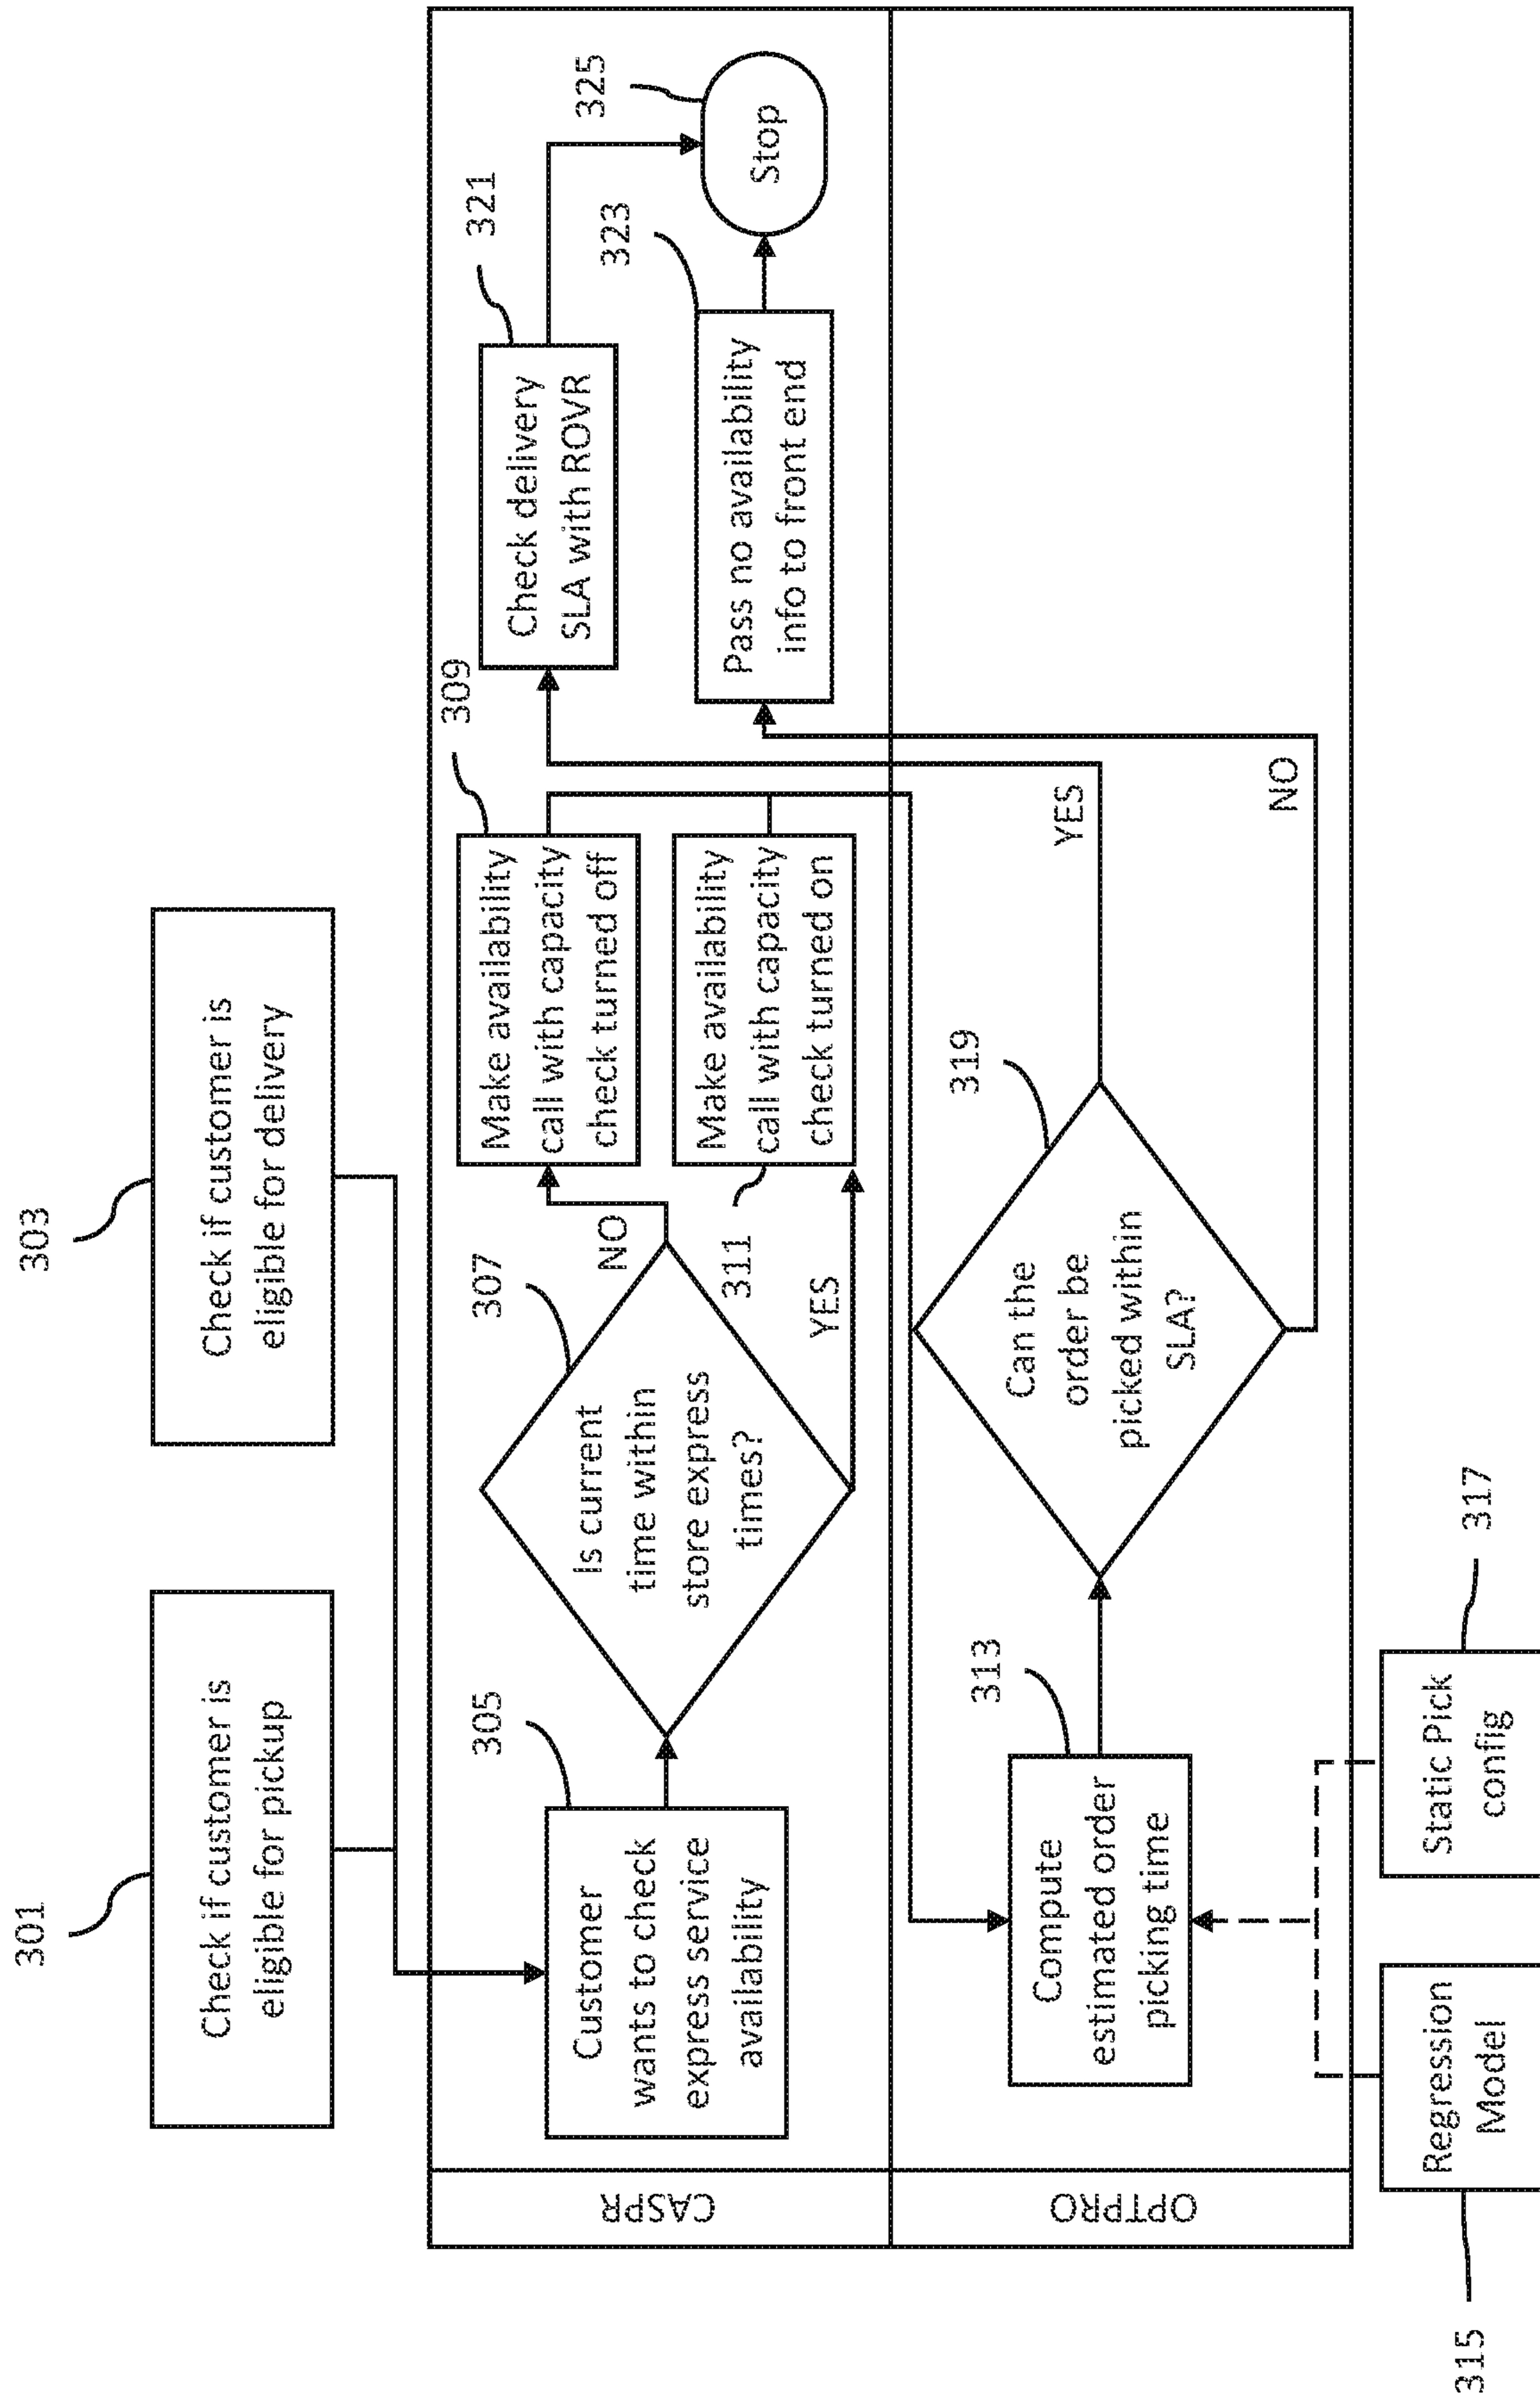 301
Check if customer is
eligible for pickup
303
Check if customer is
eligible for delivery
CASPR
305
Customer
wants to check
express service
availability
307
Is current
time within
store express
times?
NO
YES
309
Make availability
call with capacity
check turned off
311
Make availability
call with capacity
check turned on
321
Check delivery
SLA with ROVR
323
Pass no availability
info to front end
325
Stop
OPTPRO
313
Compute
estimated order
picking time
319
Can the
order be
picked within
SLA?
YES
NO
315
Regression
Model
317
Static Pick
config